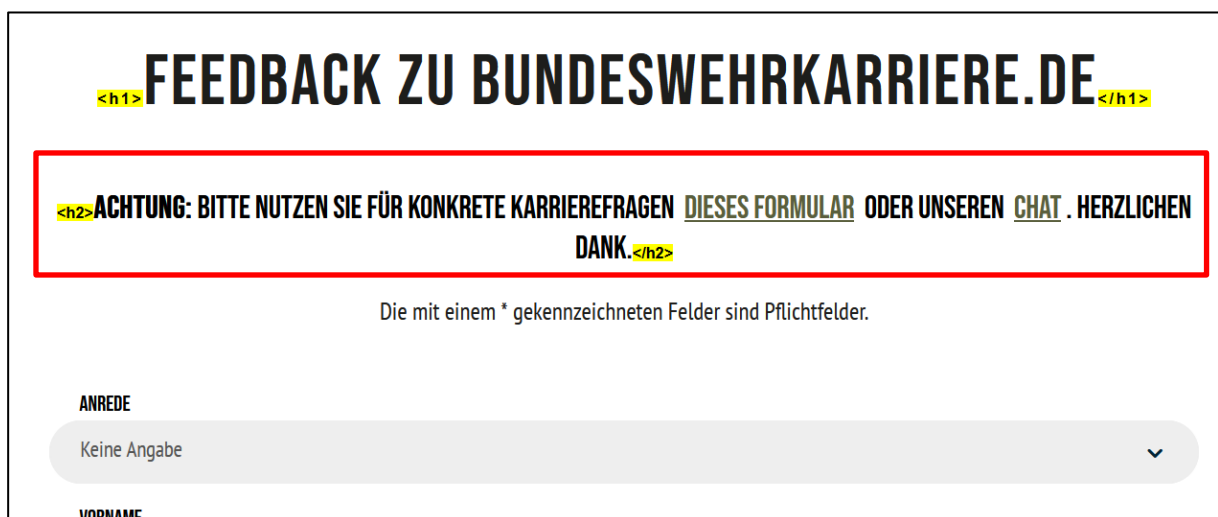 <h1>FEEDBACK ZU BUNDESWEHRKARRIERE.DE</h1>
<h2>ACHTUNG: BITTE NUTZEN SIE FÜR KONKRETE KARRIEREFRAGEN DIESES FORMULAR ODER UNSEREN CHAT . HERZLICHEN
DANK.</h2>
Die mit einem * gekennzeichneten Felder sind Pflichtfelder.
ANREDE
Keine Angabe
VORNAME